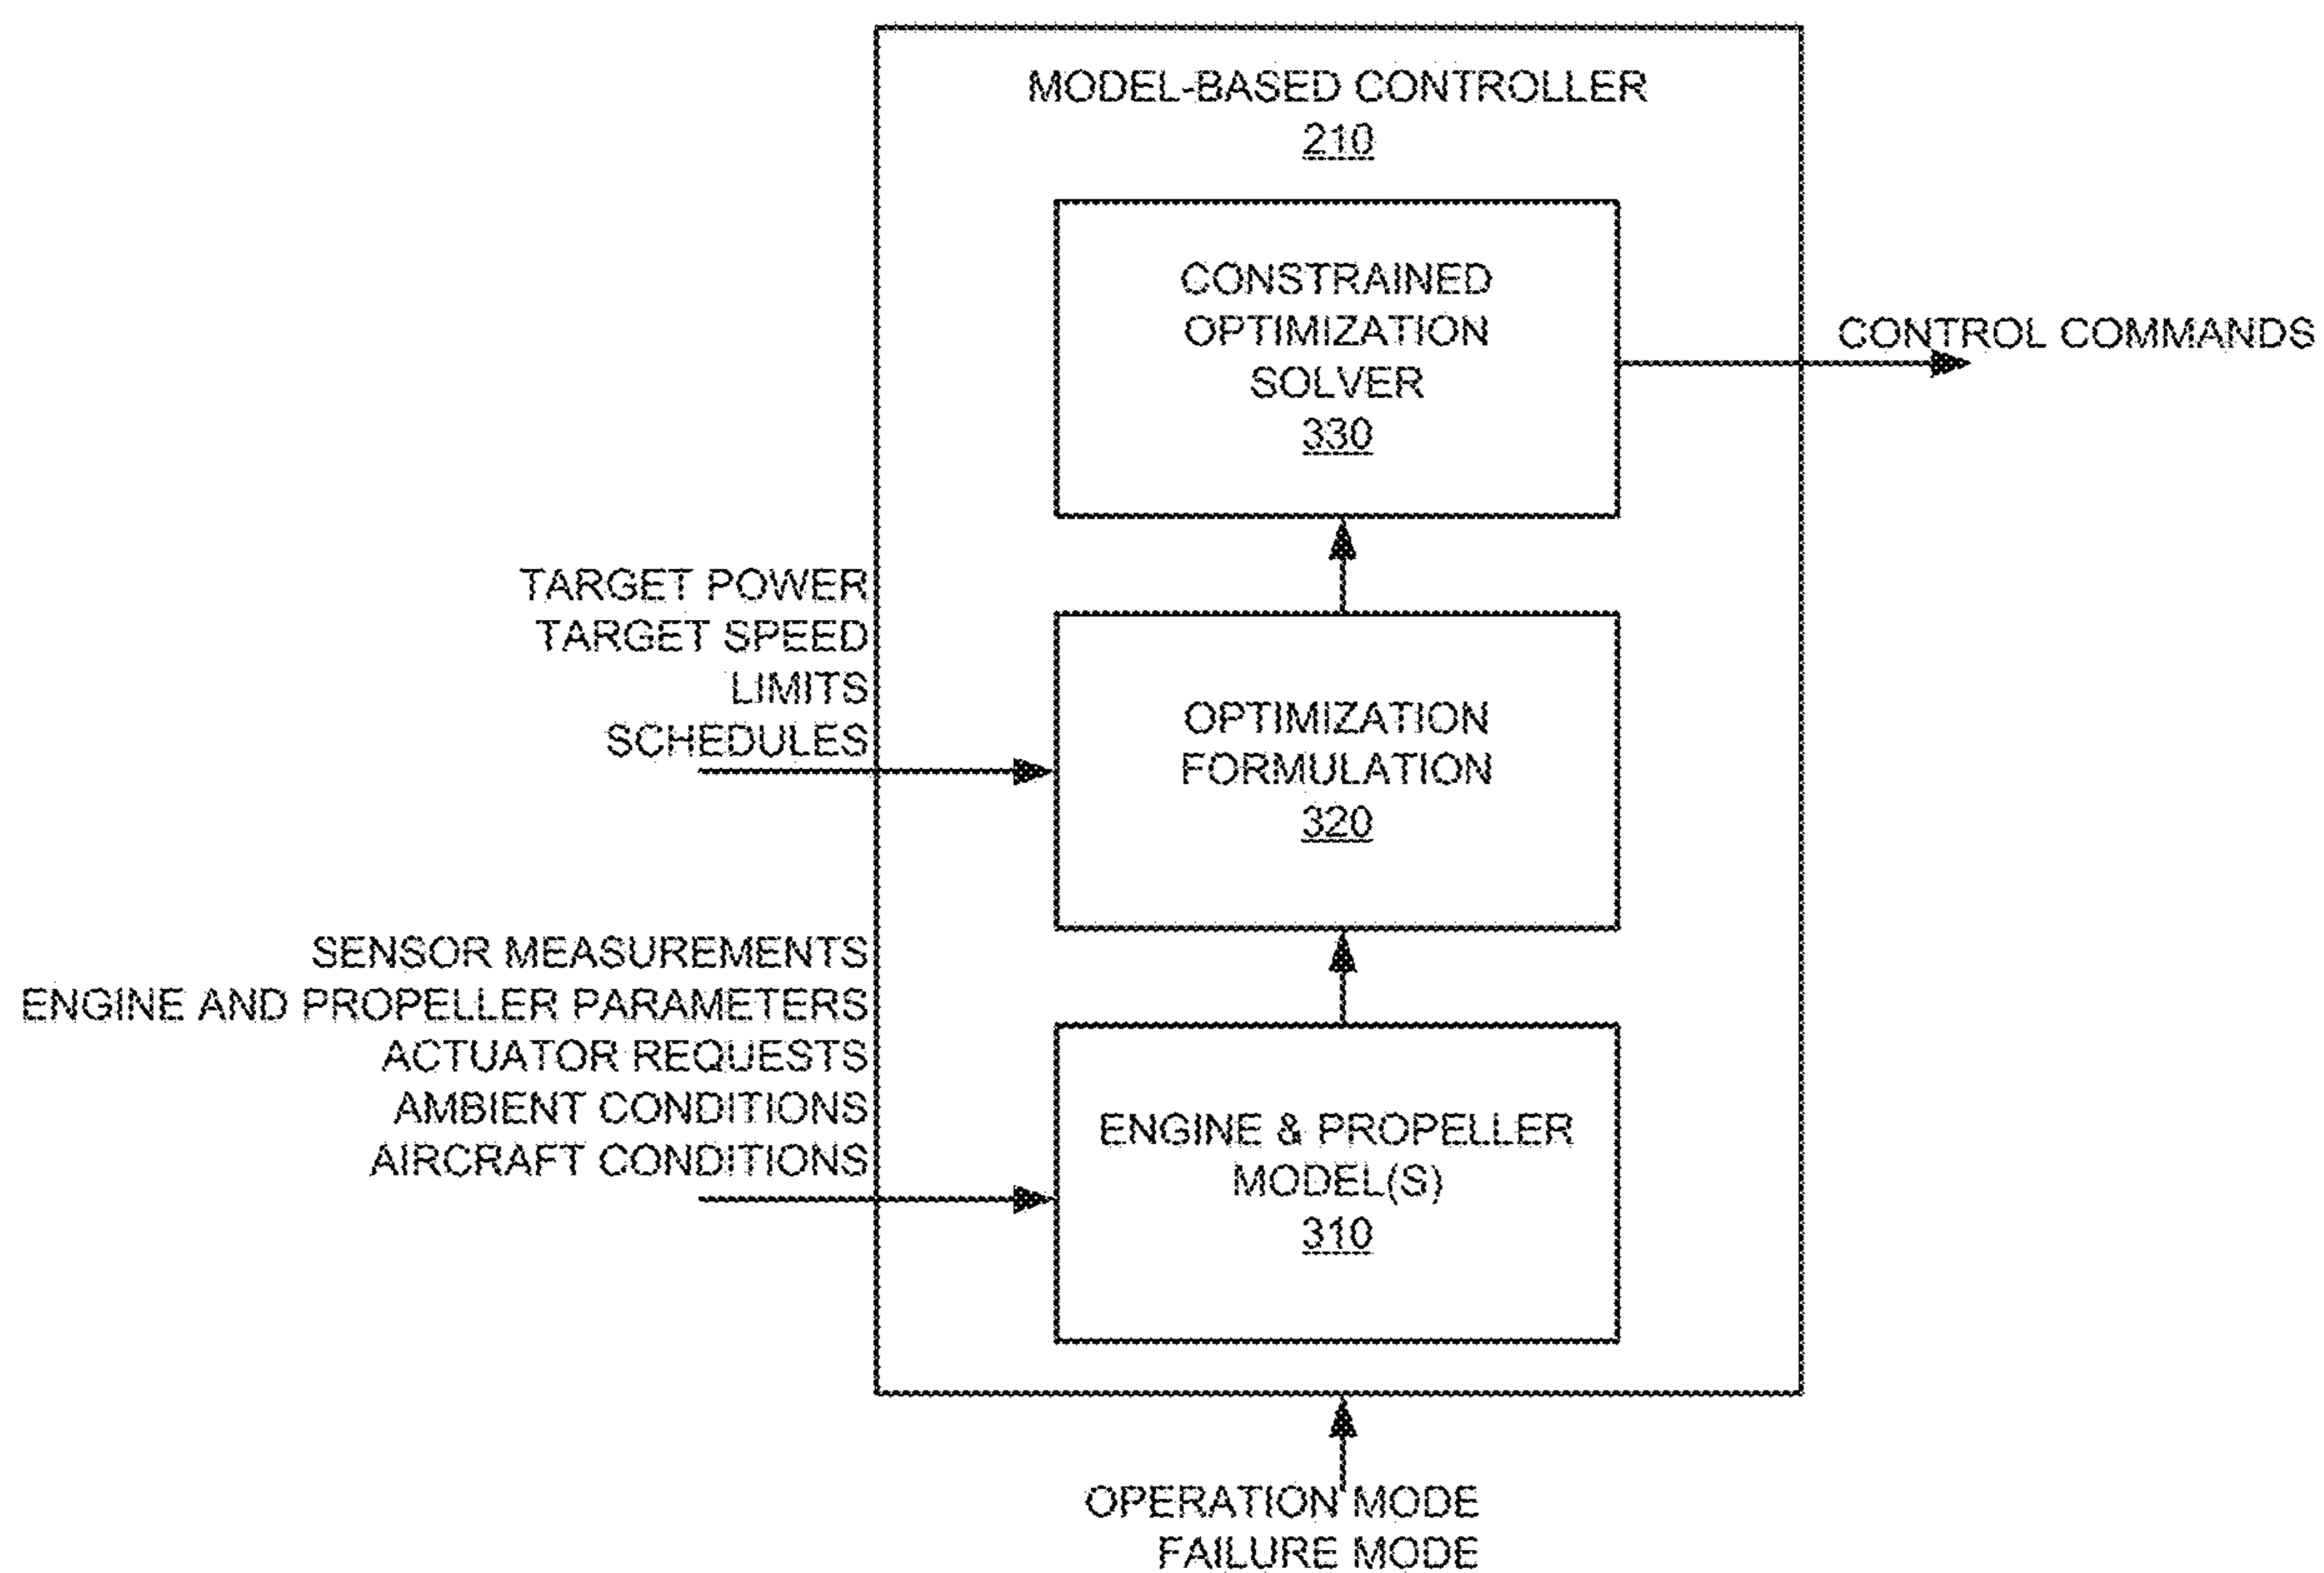 MODEL-BASED CONTROLLER
210
CONSTRAINED
OPTIMIZATION
SOLVER
330
CONTROL COMMANDS
TARGET POWER
TARGET SPEED
LIMITS
SCHEDULES
OPTIMIZATION
FORMULATION
320
SENSOR MEASUREMENTS
ENGINE AND PROPELLER PARAMETERS
ACTUATOR REQUESTS
AMBIENT CONDITIONS
AIRCRAFT CONDITIONS
ENGINE & PROPELLER
MODEL(S)
310
OPERATION MODE
FAILURE MODE